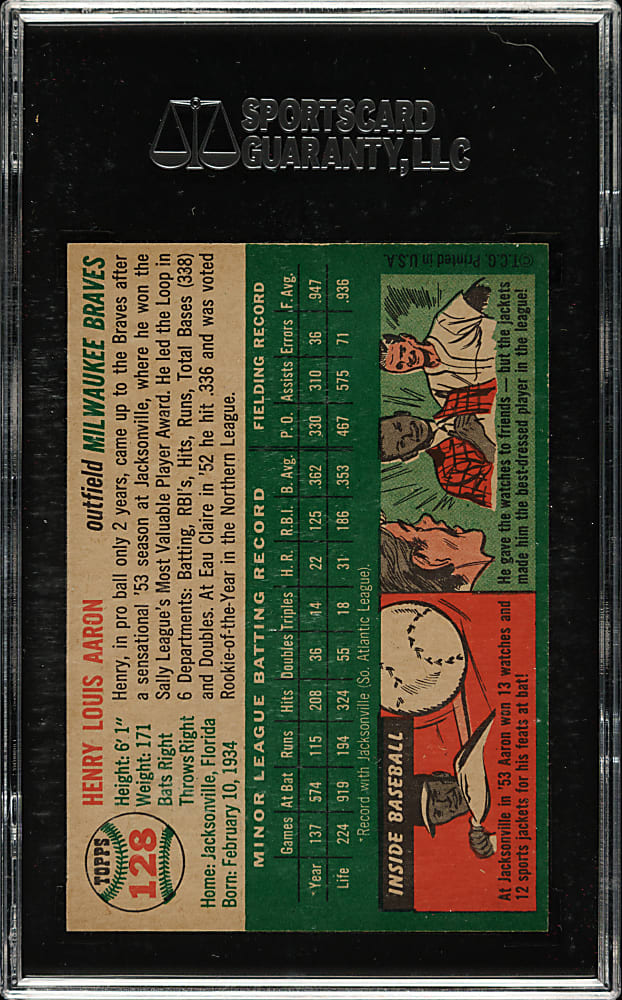 SPORTSCARD
GUARANTY, LLC
TOPPS
128
HENRY LOUIS AARON
outfield MILWAUKEE BRAVES
Height: 6' 1"
Weight: 171
Bats Right
Throws Right
Home: Jacksonville, Florida
Born: February 10, 1934
Henry, in pro ball only 2 years, came up to the Braves after
a sensational '53 season at Jacksonville, where he won the
Sally League's Most Valuable Player Award. He led the Loop in
6 Departments: Batting, RBI's, Hits, Runs, Total Bases (338)
and Doubles. At Eau Claire in '52 he hit .336 and was voted
Rookie-of-the-Year in the Northern League.
MINOR LEAGUE BATTING RECORD FIELDING RECORD
Games At Bat Runs Hits Doubles Triples H.R. R.B.I. B. Avg. P. O. Assists Errors F. Avg.
*Year 137 574 115 208 36 14 22 125 .362 330 310 36 .947
Life 224 919 194 324 55 18 31 186 .353 467 575 71 .936
*Record with Jacksonville (So. Atlantic League).
INSIDE BASEBALL
At Jacksonville in '53 Aaron won 13 watches and
12 sports jackets for his feats at bat!
He gave the watches to friends — but the jackets
made him the best-dressed player in the league!
©T.C.G. Printed in U.S.A.